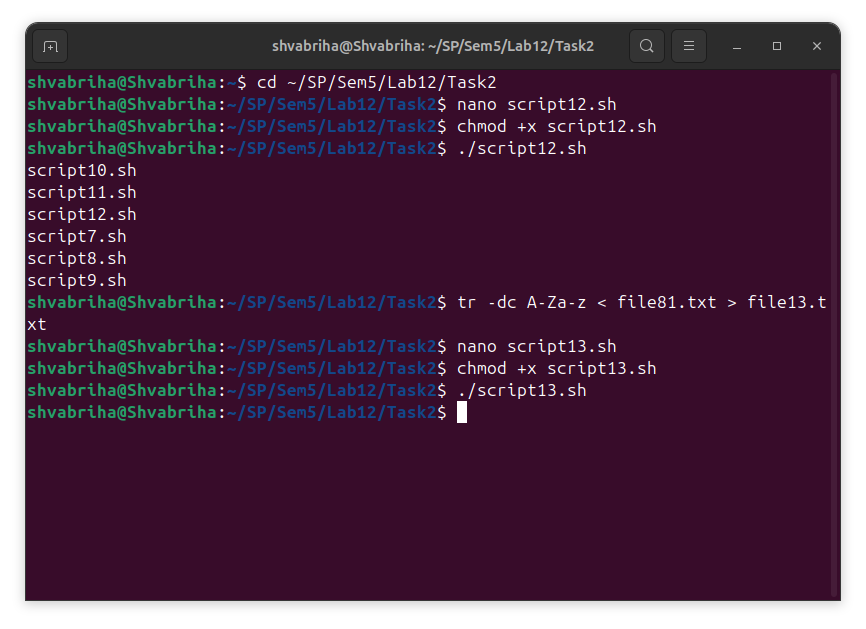 shvabriha@Shvabriha: ~/SP/Sem5/Lab12/Task2
shvabriha@Shvabriha:~$ cd ~/SP/Sem5/Lab12/Task2
shvabriha@Shvabriha:~/SP/Sem5/Lab12/Task2$ nano script12.sh
shvabriha@Shvabriha:~/SP/Sem5/Lab12/Task2$ chmod +x script12.sh
shvabriha@Shvabriha:~/SP/Sem5/Lab12/Task2$ ./script12.sh
script10.sh
script11.sh
script12.sh
script7.sh
script8.sh
script9.sh
shvabriha@Shvabriha:~/SP/Sem5/Lab12/Task2$ tr -dc A-Za-z < file81.txt > file13.t
xt
shvabriha@Shvabriha:~/SP/Sem5/Lab12/Task2$ nano script13.sh
shvabriha@Shvabriha:~/SP/Sem5/Lab12/Task2$ chmod +x script13.sh
shvabriha@Shvabriha:~/SP/Sem5/Lab12/Task2$ ./script13.sh
shvabriha@Shvabriha:~/SP/Sem5/Lab12/Task2$